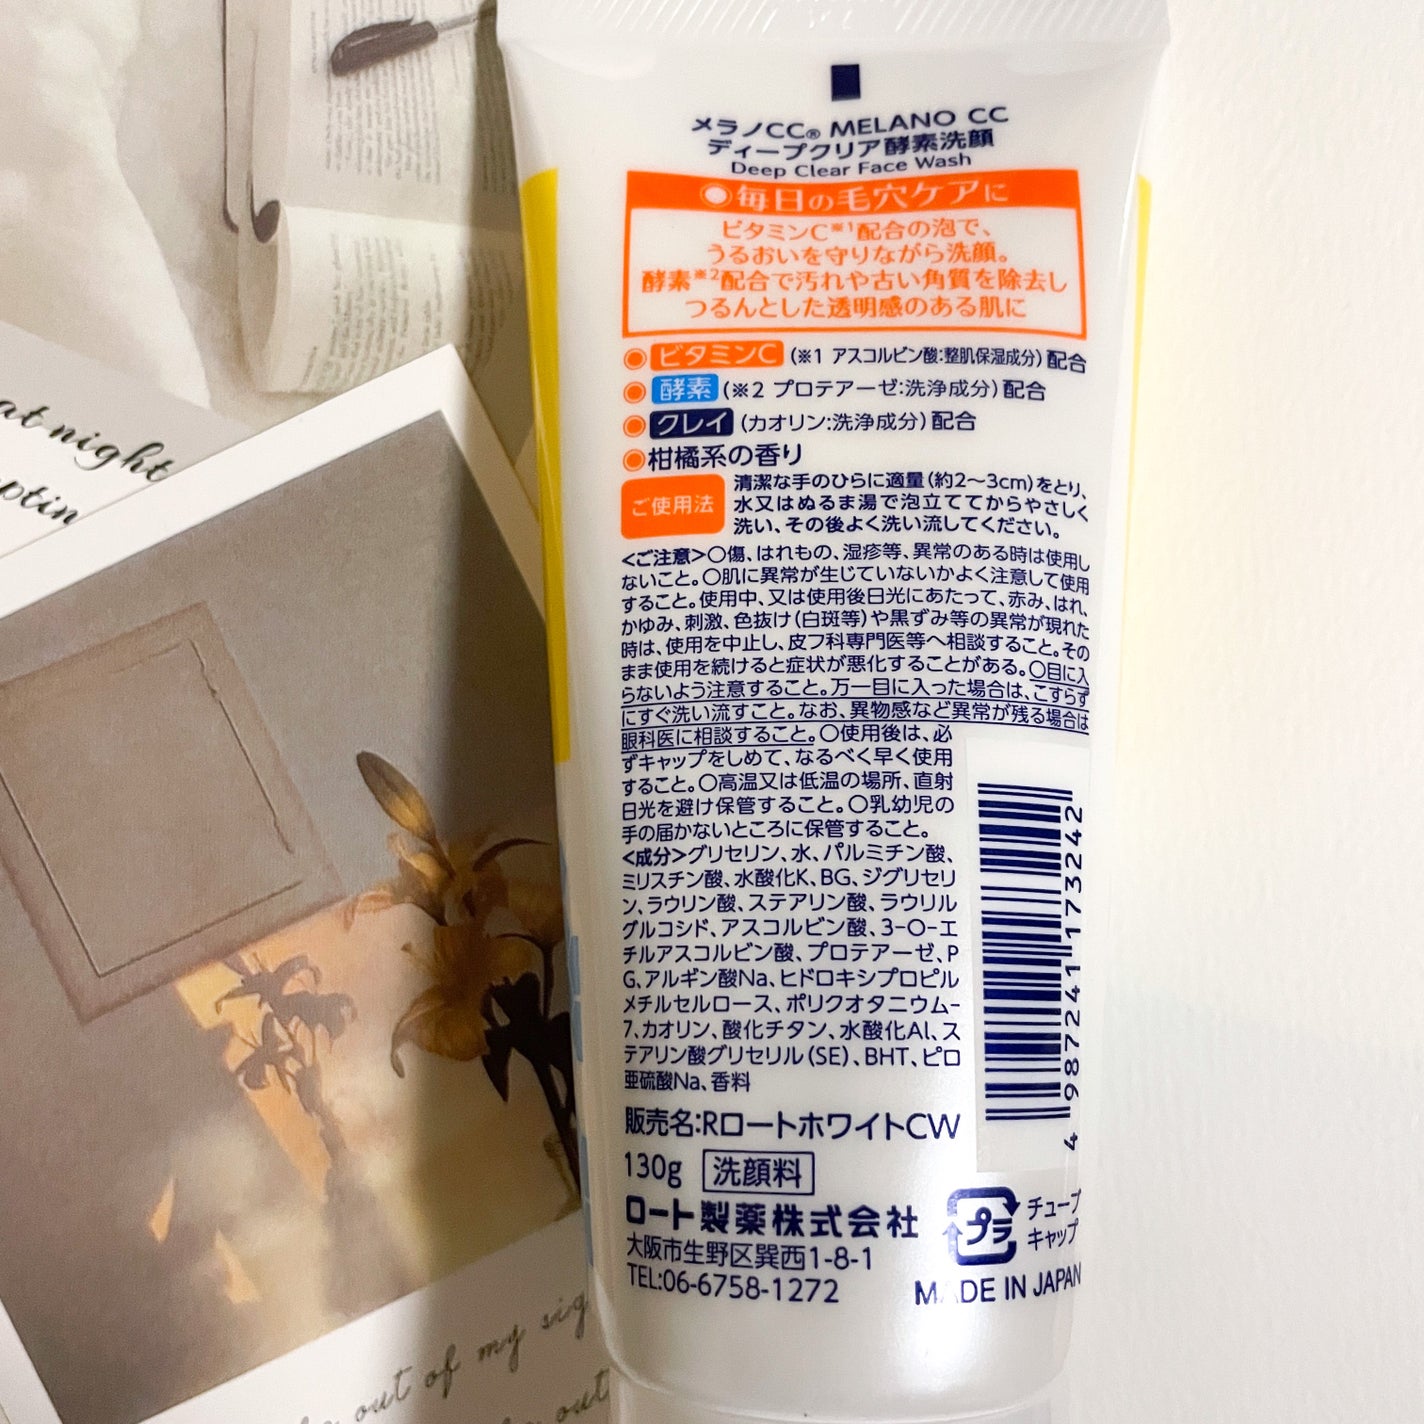 メラノCC® MELANO CC
ディープクリア酵素洗顔
Deep Clear Face Wash
毎日の毛穴ケアに
ビタミンC※1配合の泡で、
うるおいを守りながら洗顔。
酵素※2配合で汚れや古い角質を除去し
つるんとした透明感のある肌に
ビタミンC (※1 アスコルビン酸:整肌保湿成分)配合
酵素 (※2 プロテアーゼ:洗浄成分)配合
クレイ (カオリン:洗浄成分)配合
柑橘系の香り
ご使用法
清潔な手のひらに適量(約2〜3cm)をとり、
水又はぬるま湯で泡立ててからやさしく
洗い、その後よく洗い流してください。
<ご注意>○傷、はれもの、湿疹等、異常のある時は使用し
ないこと。○肌に異常が生じていないかよく注意して使用
すること。使用中、又は使用後日光にあたって、赤み、はれ、
かゆみ、刺激、色抜け(白斑等)や黒ずみ等の異常が現れた
時は、使用を中止し、皮フ科専門医等へ相談すること。その
まま使用を続けると症状が悪化することがある。○目に入
らないよう注意すること。万一目に入った場合は、こすらず
にすぐ洗い流すこと。なお、異物感など異常が残る場合は
眼科医に相談すること。○使用後は、必
ずキャップをしめて、なるべく早く使用
すること。○高温又は低温の場所、直射
日光を避け保管すること。○乳幼児の
手の届かないところに保管すること。
<成分>グリセリン、水、パルミチン酸、
ミリスチン酸、水酸化K、BG、ジグリセリ
ン、ラウリン酸、ステアリン酸、ラウリル
グルコシド、アスコルビン酸、3-O-エ
チルアスコルビン酸、プロテアーゼ、P
G、アルギン酸Na、ヒドロキシプロピル
メチルセルロース、ポリクオタニウム-
7、カオリン、酸化チタン、水酸化Al、ス
テアリン酸グリセリル(SE)、BHT、ピロ
亜硫酸Na、香料
4 987241 173242
販売名:RロートホワイトCW
130g 洗顔料
ロート製薬株式会社
大阪市生野区巽西1-8-1
TEL:06-6758-1272
プラ
チューブ
キャップ
MADE IN JAPAN
at night
out of my sig
out